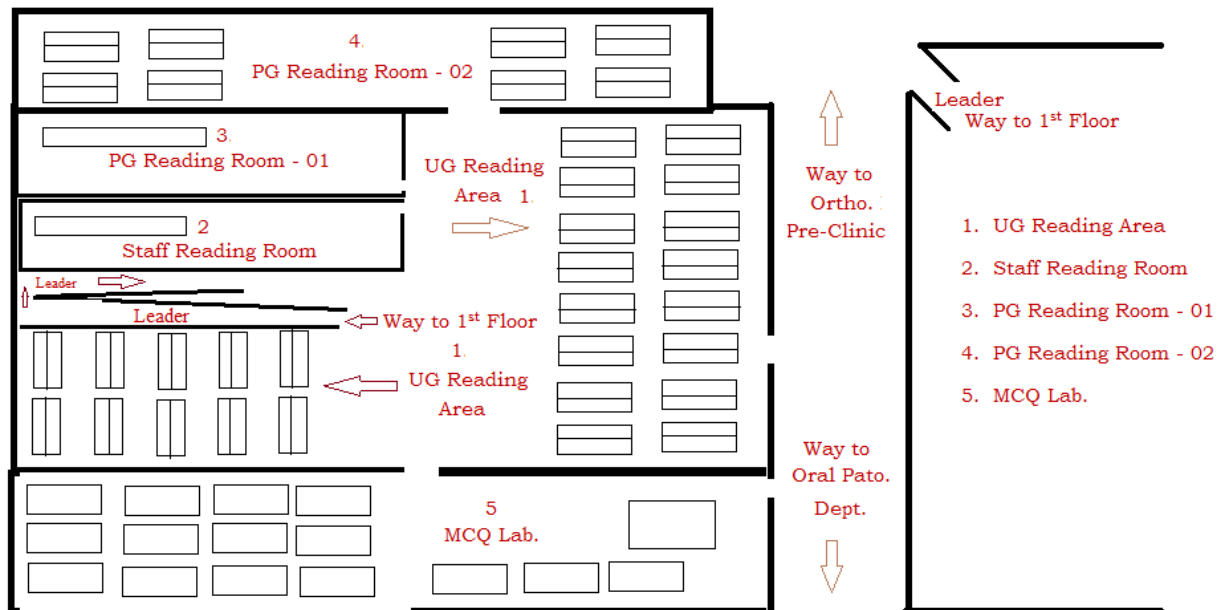 4.
PG Reading Room - 02
3.
PG Reading Room - 01
2
Staff Reading Room
Leader
Leader
Way to 1st Floor
UG Reading
Area 1.
1.
UG Reading
Area
5
MCQ Lab.
Way to
Ortho.
Pre-Clinic
Way to
Oral Pato.
Dept.
Leader
Way to 1st Floor
1. UG Reading Area
2. Staff Reading Room
3. PG Reading Room - 01
4. PG Reading Room - 02
5. MCQ Lab.